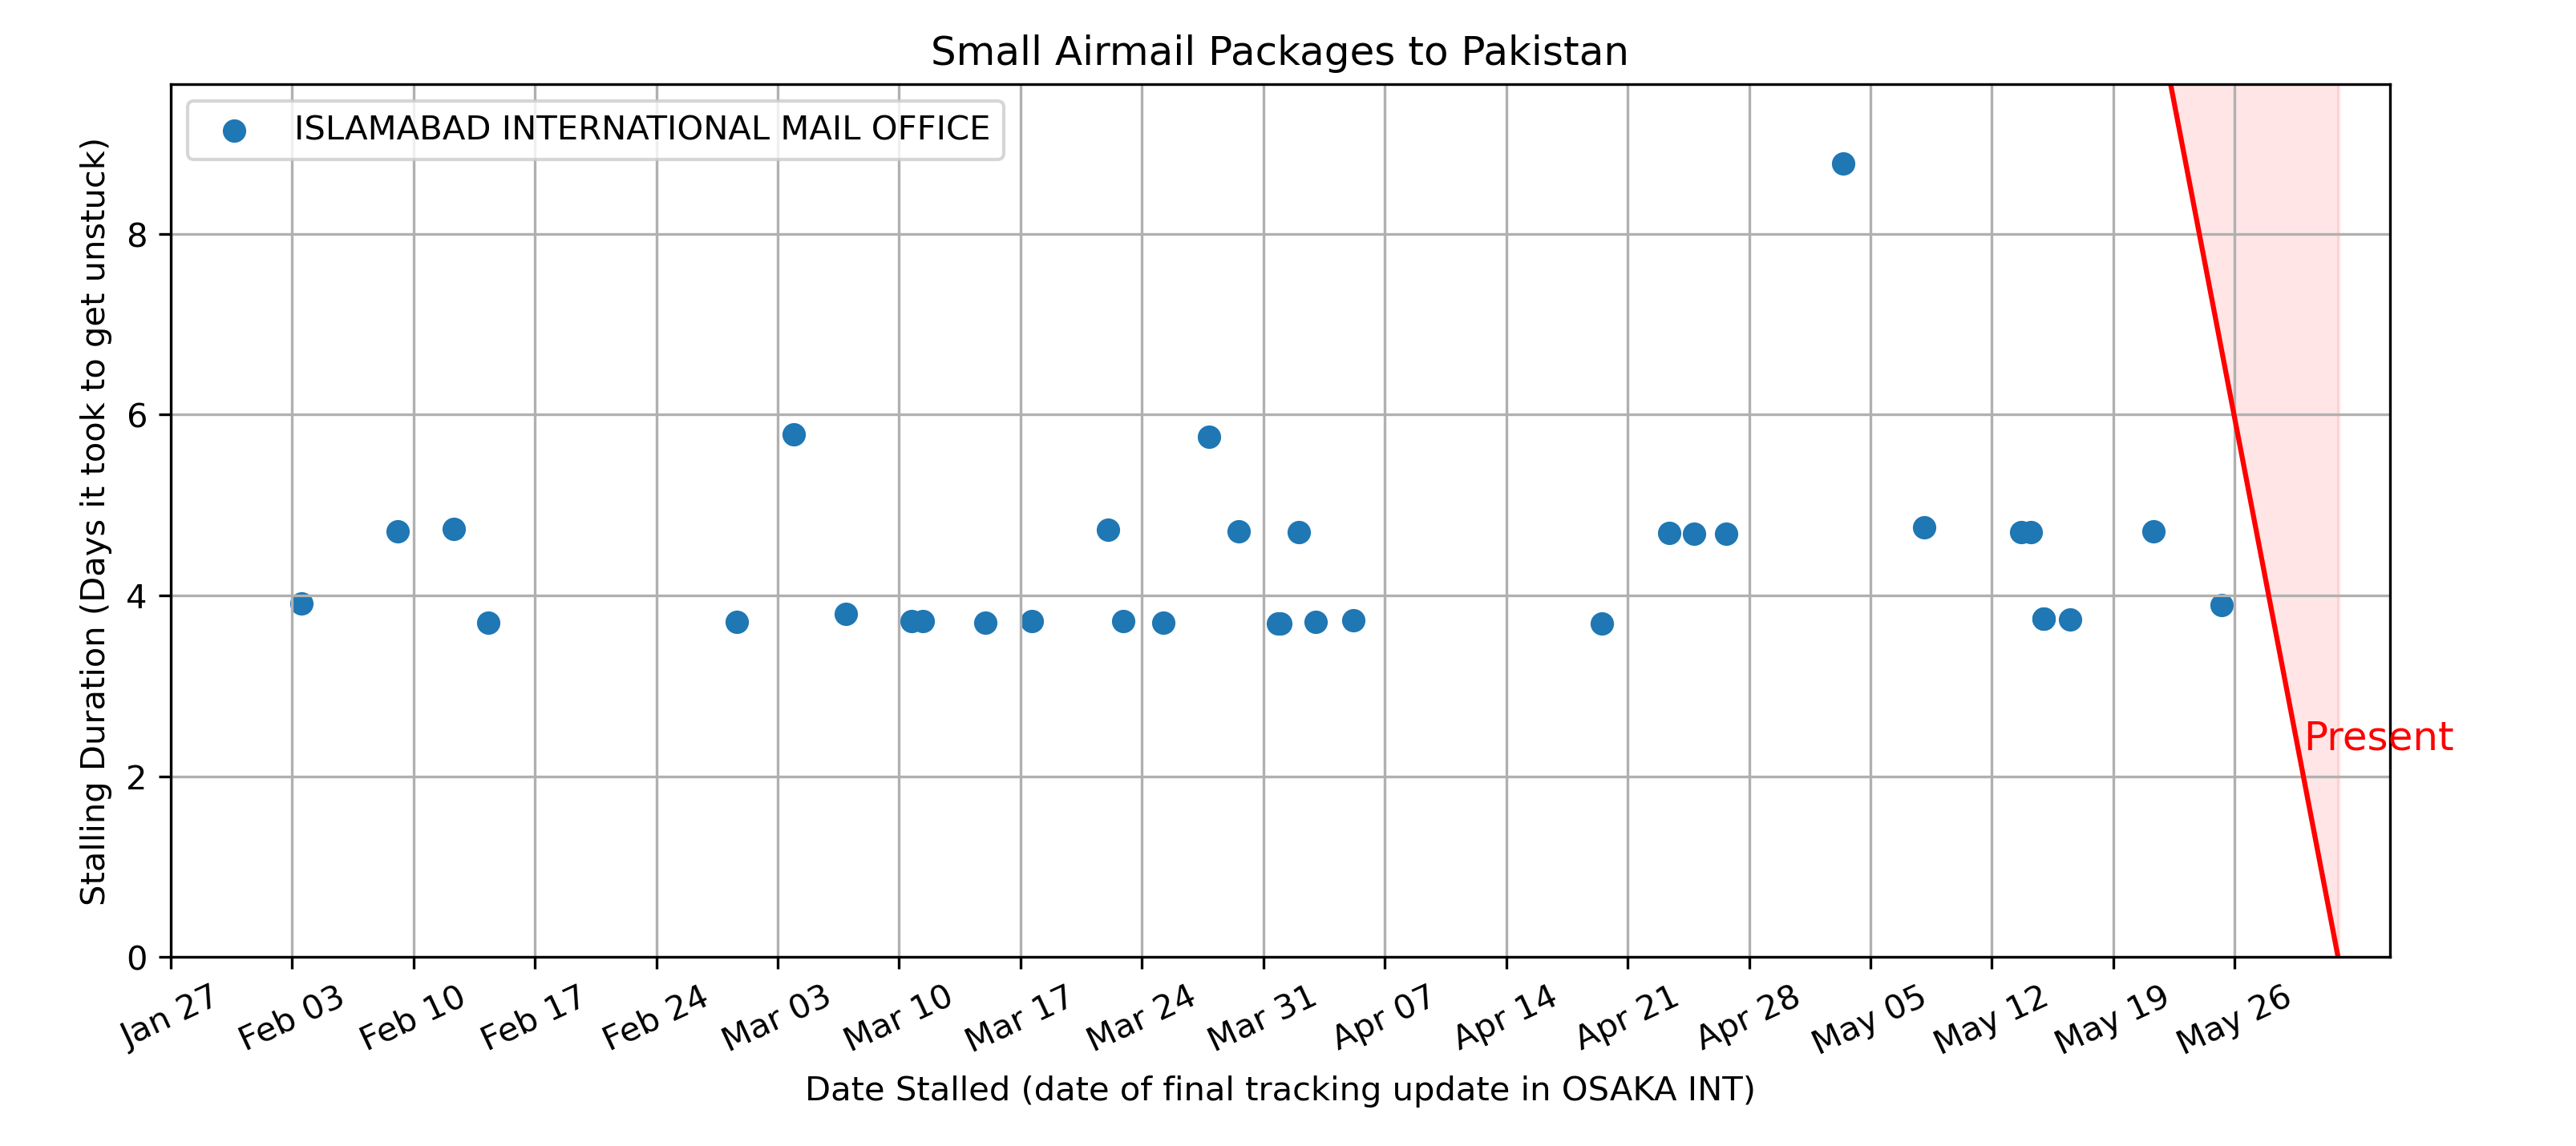 Small Airmail Packages to Pakistan
ISLAMABAD INTERNATIONAL MAIL OFFICE
Stalling Duration (Days it took to get unstuck)
8
6
4
2
0
Present
Jan 27 Feb 03 Feb 10 Feb 17 Feb 24 Mar 03 Mar 10 Mar 17 Mar 24 Mar 31 Apr 07 Apr 14 Apr 21 Apr 28 May 05 May 12 May 19 May 26
Date Stalled (date of final tracking update in OSAKA INT)